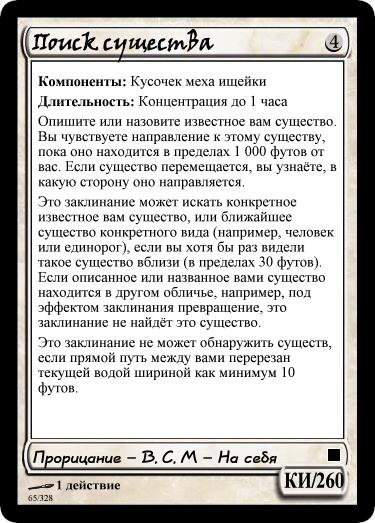 Поиск существа 4
Компоненты: Кусочек меха ищейки
Длительность: Концентрация до 1 часа
Опишите или назовите известное вам существо.
Вы чувствуете направление к этому существу,
пока оно находится в пределах 1 000 футов от
вас. Если существо перемещается, вы узнаёте, в
какую сторону оно направляется.
Это заклинание может искать конкретное
известное вам существо, или ближайшее
существо конкретного вида (например, человек
или единорог), если вы хотя бы раз видели
такое существо вблизи (в пределах 30 футов).
Если описанное или названное вами существо
находится в другом обличье, например, под
эффектом заклинания превращение, это
заклинание не найдёт это существо.
Это заклинание не может обнаружить существ,
если прямой путь между вами перерезан
текущей водой шириной как минимум 10
футов.
Прорицание – В, С, М – На себя
1 действие
КИ/260
65/328